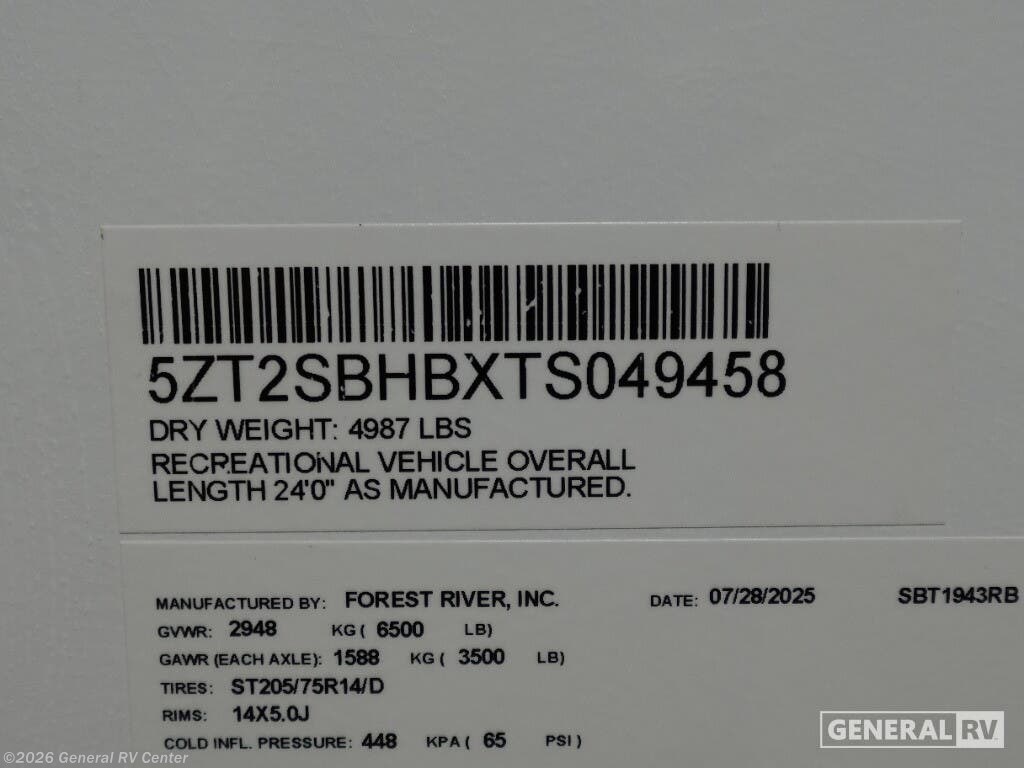 5ZT2SBHBXTS049458
DRY WEIGHT: 4987 LBS
RECREATIONAL VEHICLE OVERALL
LENGTH 24'0" AS MANUFACTURED.
MANUFACTURED BY: FOREST RIVER, INC. DATE: 07/28/2025 SBT1943RB
GVWR: 2948 KG ( 6500 LB)
GAWR (EACH AXLE): 1588 KG ( 3500 LB)
TIRES: ST205/75R14/D
RIMS: 14X5.0J
COLD INFL. PRESSURE: 448 KPA ( 65 PSI )
GENERAL RV
©2026 General RV Center